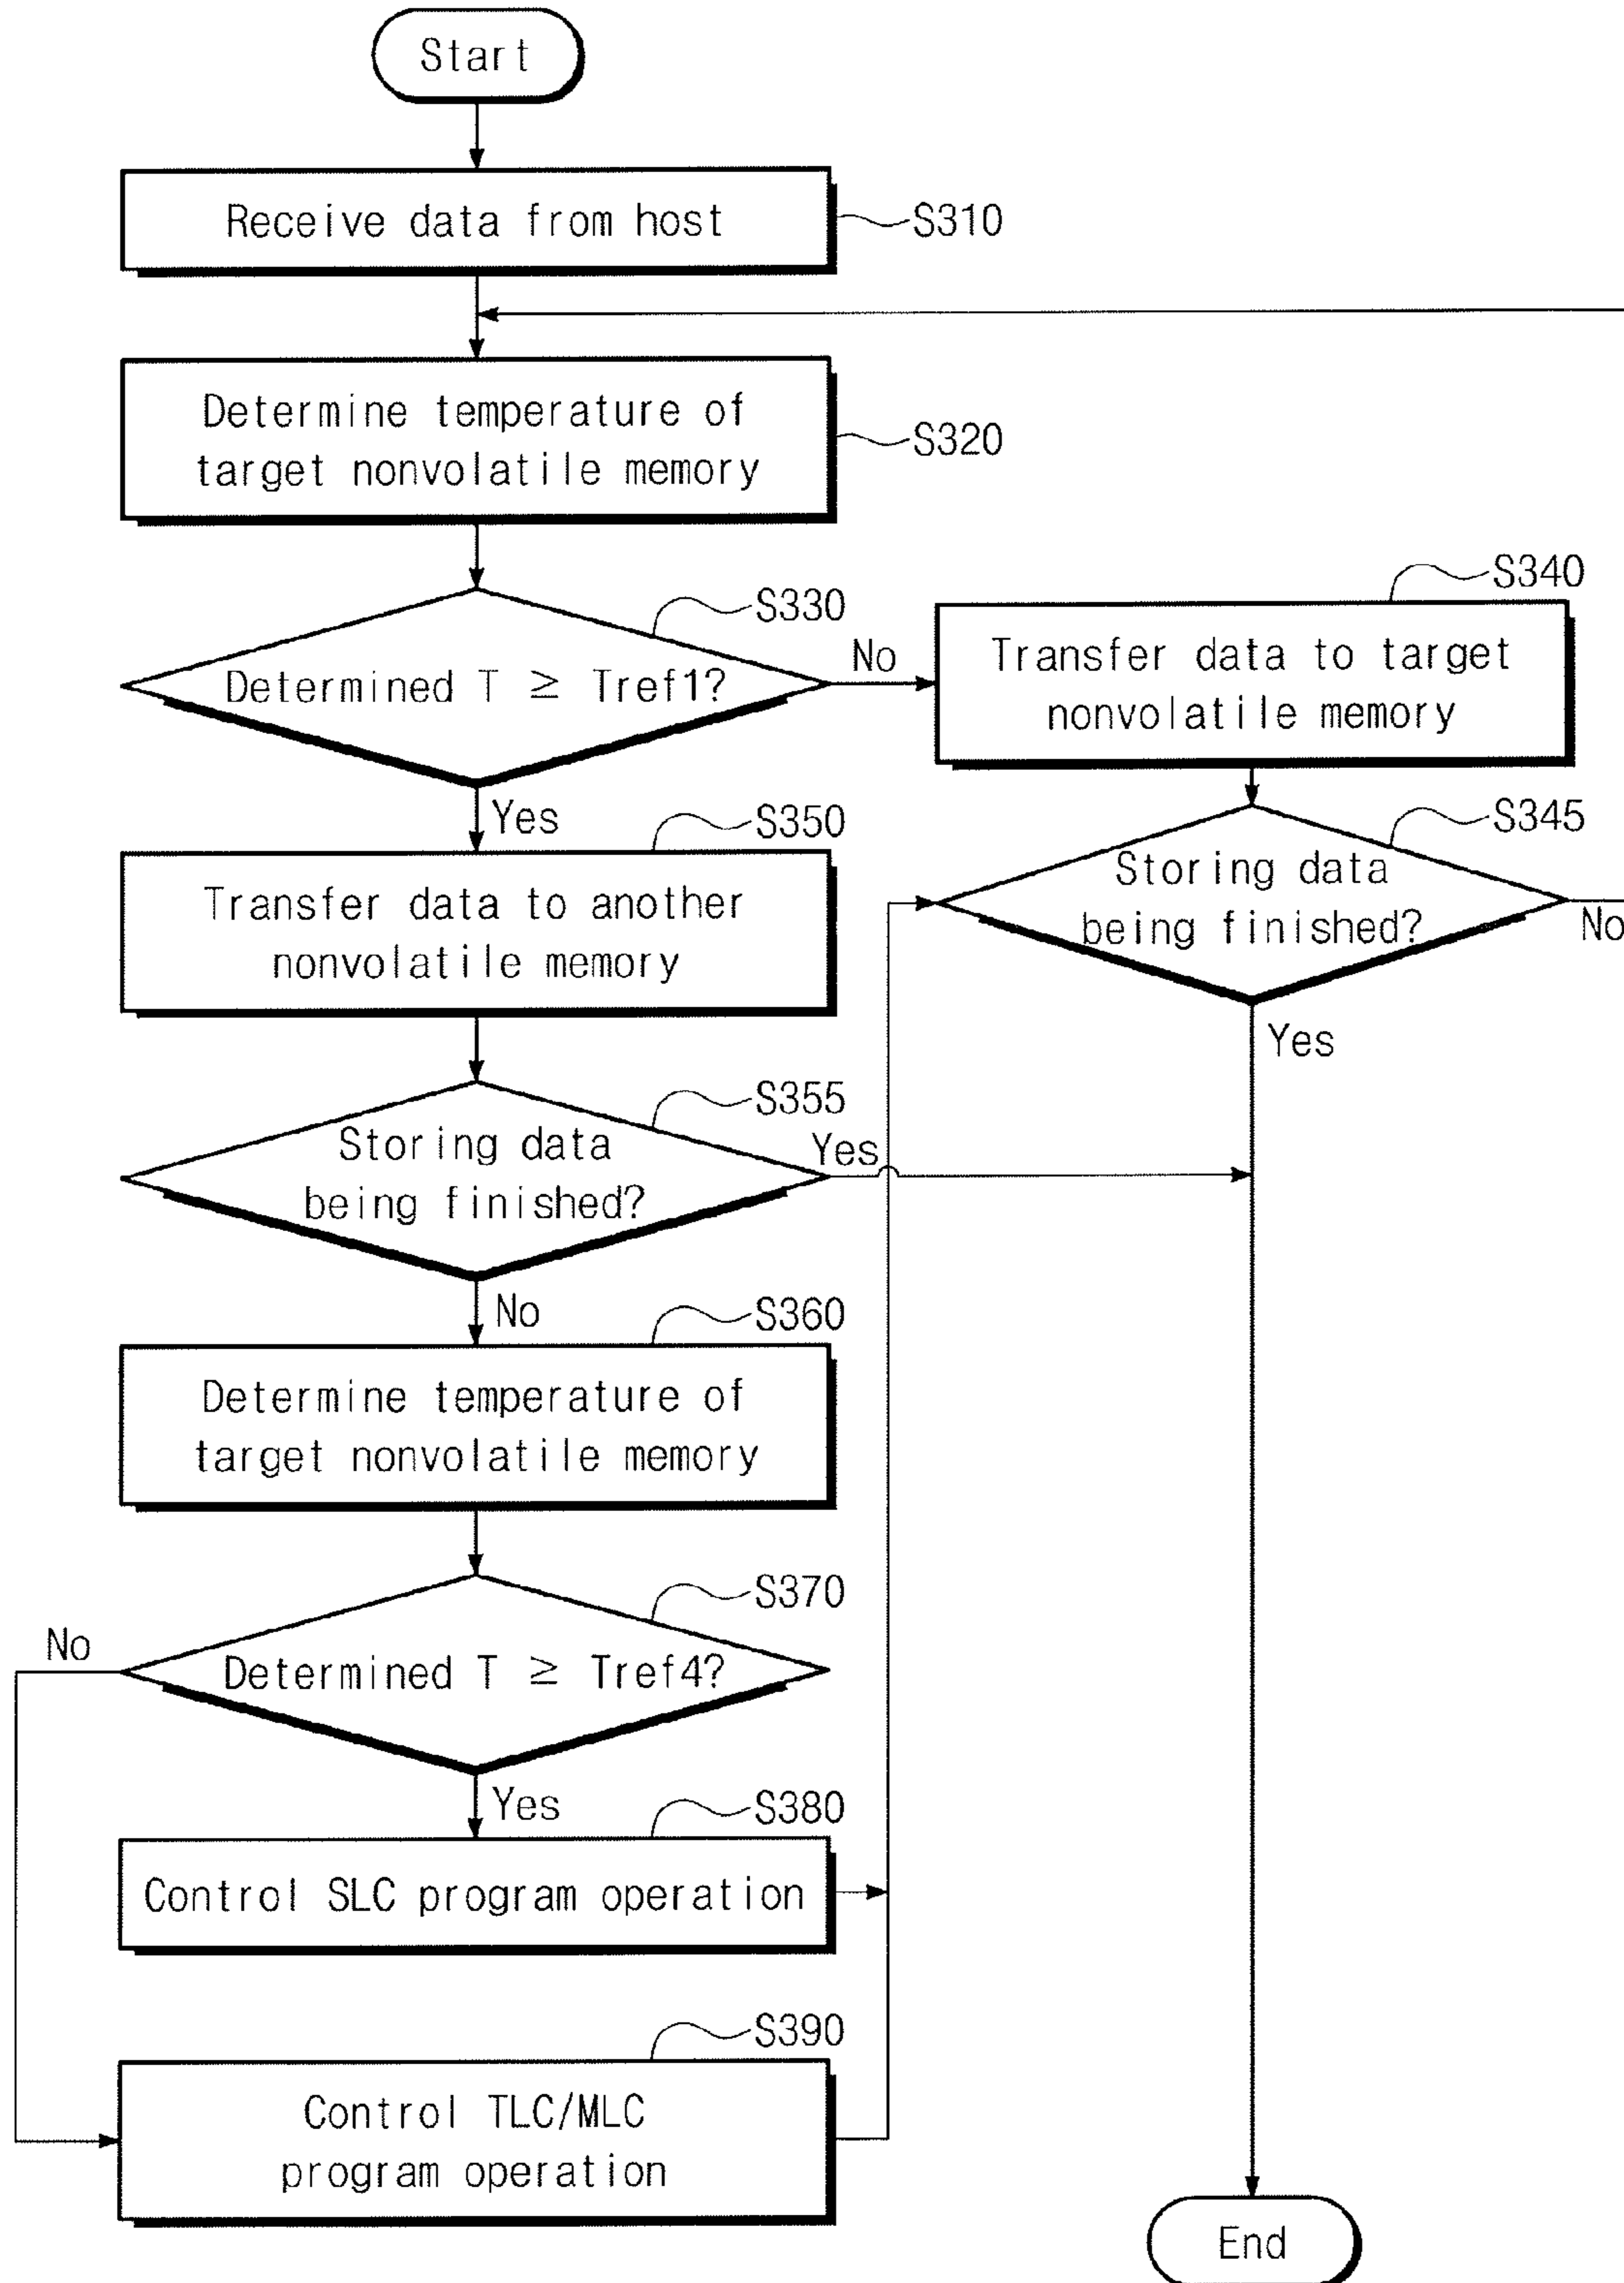 Start
Receive data from host
S310
Determine temperature of
target nonvolatile memory
S320
S330
Determined T ≥ Tref1?
No
Yes
S340
Transfer data to target
nonvolatile memory
S345
Storing data
being finished?
No
Yes
S350
Transfer data to another
nonvolatile memory
S355
Storing data
being finished?
Yes
No
S360
Determine temperature of
target nonvolatile memory
S370
Determined T ≥ Tref4?
No
Yes
S380
Control SLC program operation
S390
Control TLC/MLC
program operation
End